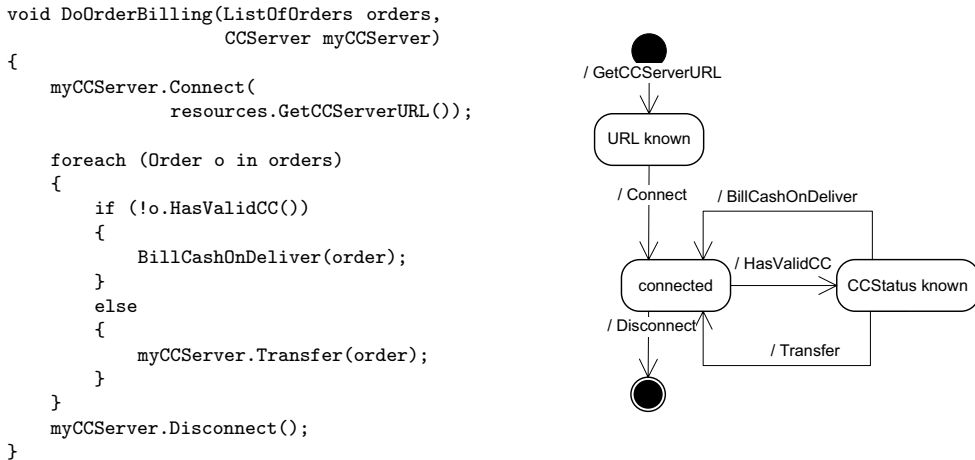 void DoOrderBilling(ListOfOrders orders,
                    CCServer myCCServer)
{
    myCCServer.Connect(
               resources.GetCCServerURL());

    foreach (Order o in orders)
    {
        if (!o.HasValidCC())
        {
            BillCashOnDeliver(order);
        }
        else
        {
            myCCServer.Transfer(order);
        }
    }
    myCCServer.Disconnect();
}
/ GetCCServerURL
URL known
/ Connect
/ BillCashOnDeliver
/ HasValidCC
connected
CCStatus known
/ Disconnect
/ Transfer